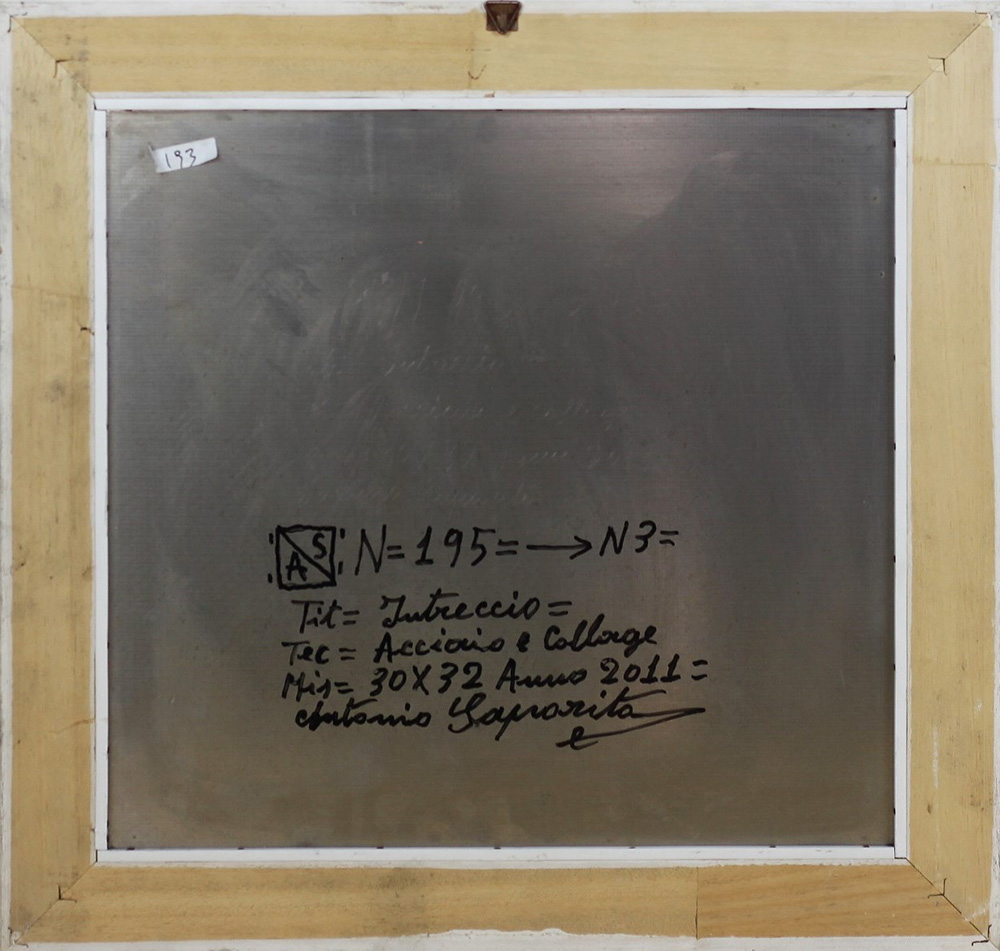 193
AS N= 195= → N3=
Tit= Intreccio=
Tec= Acciaio e Collage
Mis= 30X32 Anno 2011=
Antonio Saporita